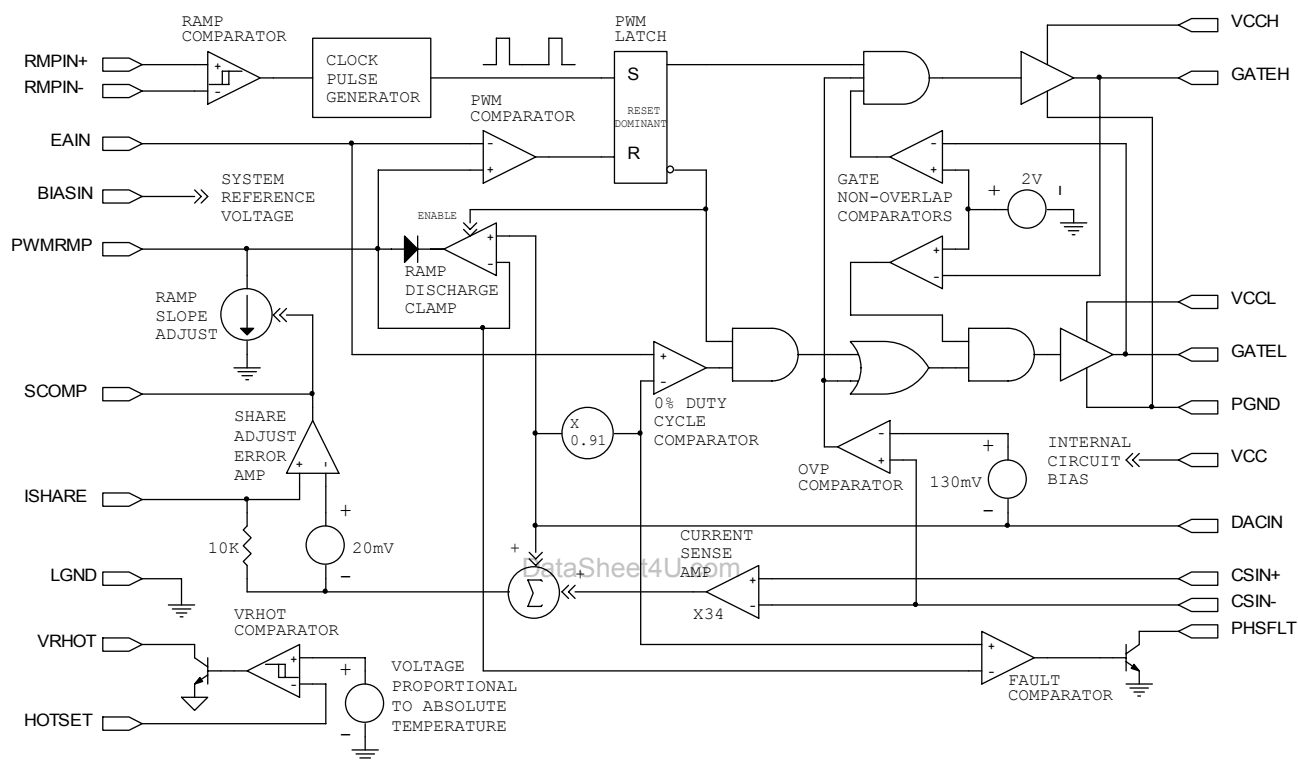 RAMP
COMPARATOR
PWM
LATCH
VCCH
RMPIN+
RMPIN-
+
-
CLOCK
PULSE
GENERATOR
S
GATEH
PWM
COMPARATOR
RESET
DOMINANT
R
EAIN
-
+
-
+
BIASIN
SYSTEM
REFERENCE
VOLTAGE
GATE
NON-OVERLAP
COMPARATORS
+
2V
-
ENABLE
PWMRMP
+
-
+
-
RAMP
DISCHARGE
CLAMP
RAMP
SLOPE
ADJUST
VCCL
+
-
GATEL
SCOMP
0% DUTY
CYCLE
COMPARATOR
PGND
SHARE
ADJUST
ERROR
AMP
+
-
X
0.91
-
+
OVP
COMPARATOR
+
130mV
-
INTERNAL
CIRCUIT
BIAS
VCC
ISHARE
10K
+
20mV
-
DACIN
CURRENT
SENSE
AMP
+
DataSheet4U.com
Σ
+
+
-
X34
CSIN+
CSIN-
LGND
VRHOT
COMPARATOR
VRHOT
+
-
+
-
VOLTAGE
PROPORTIONAL
TO ABSOLUTE
TEMPERATURE
PHSFLT
+
-
FAULT
COMPARATOR
HOTSET